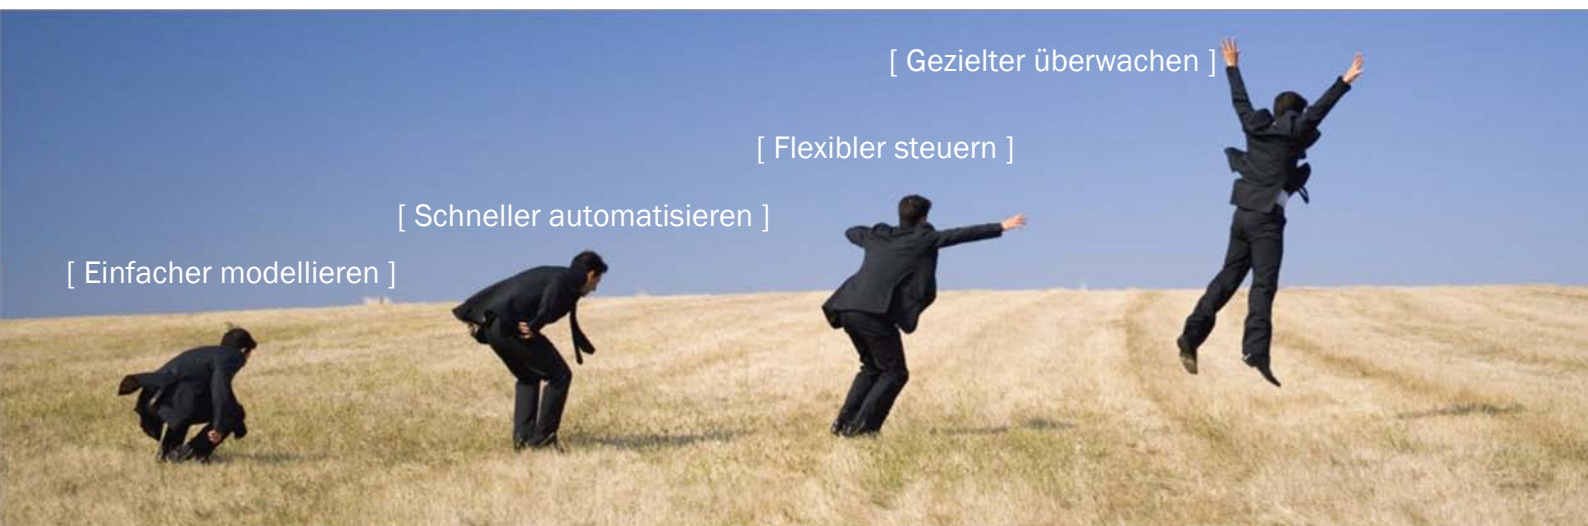 [ Gezielter überwachen ]
[ Flexibler steuern ]
[ Schneller automatisieren ]
[ Einfacher modellieren ]